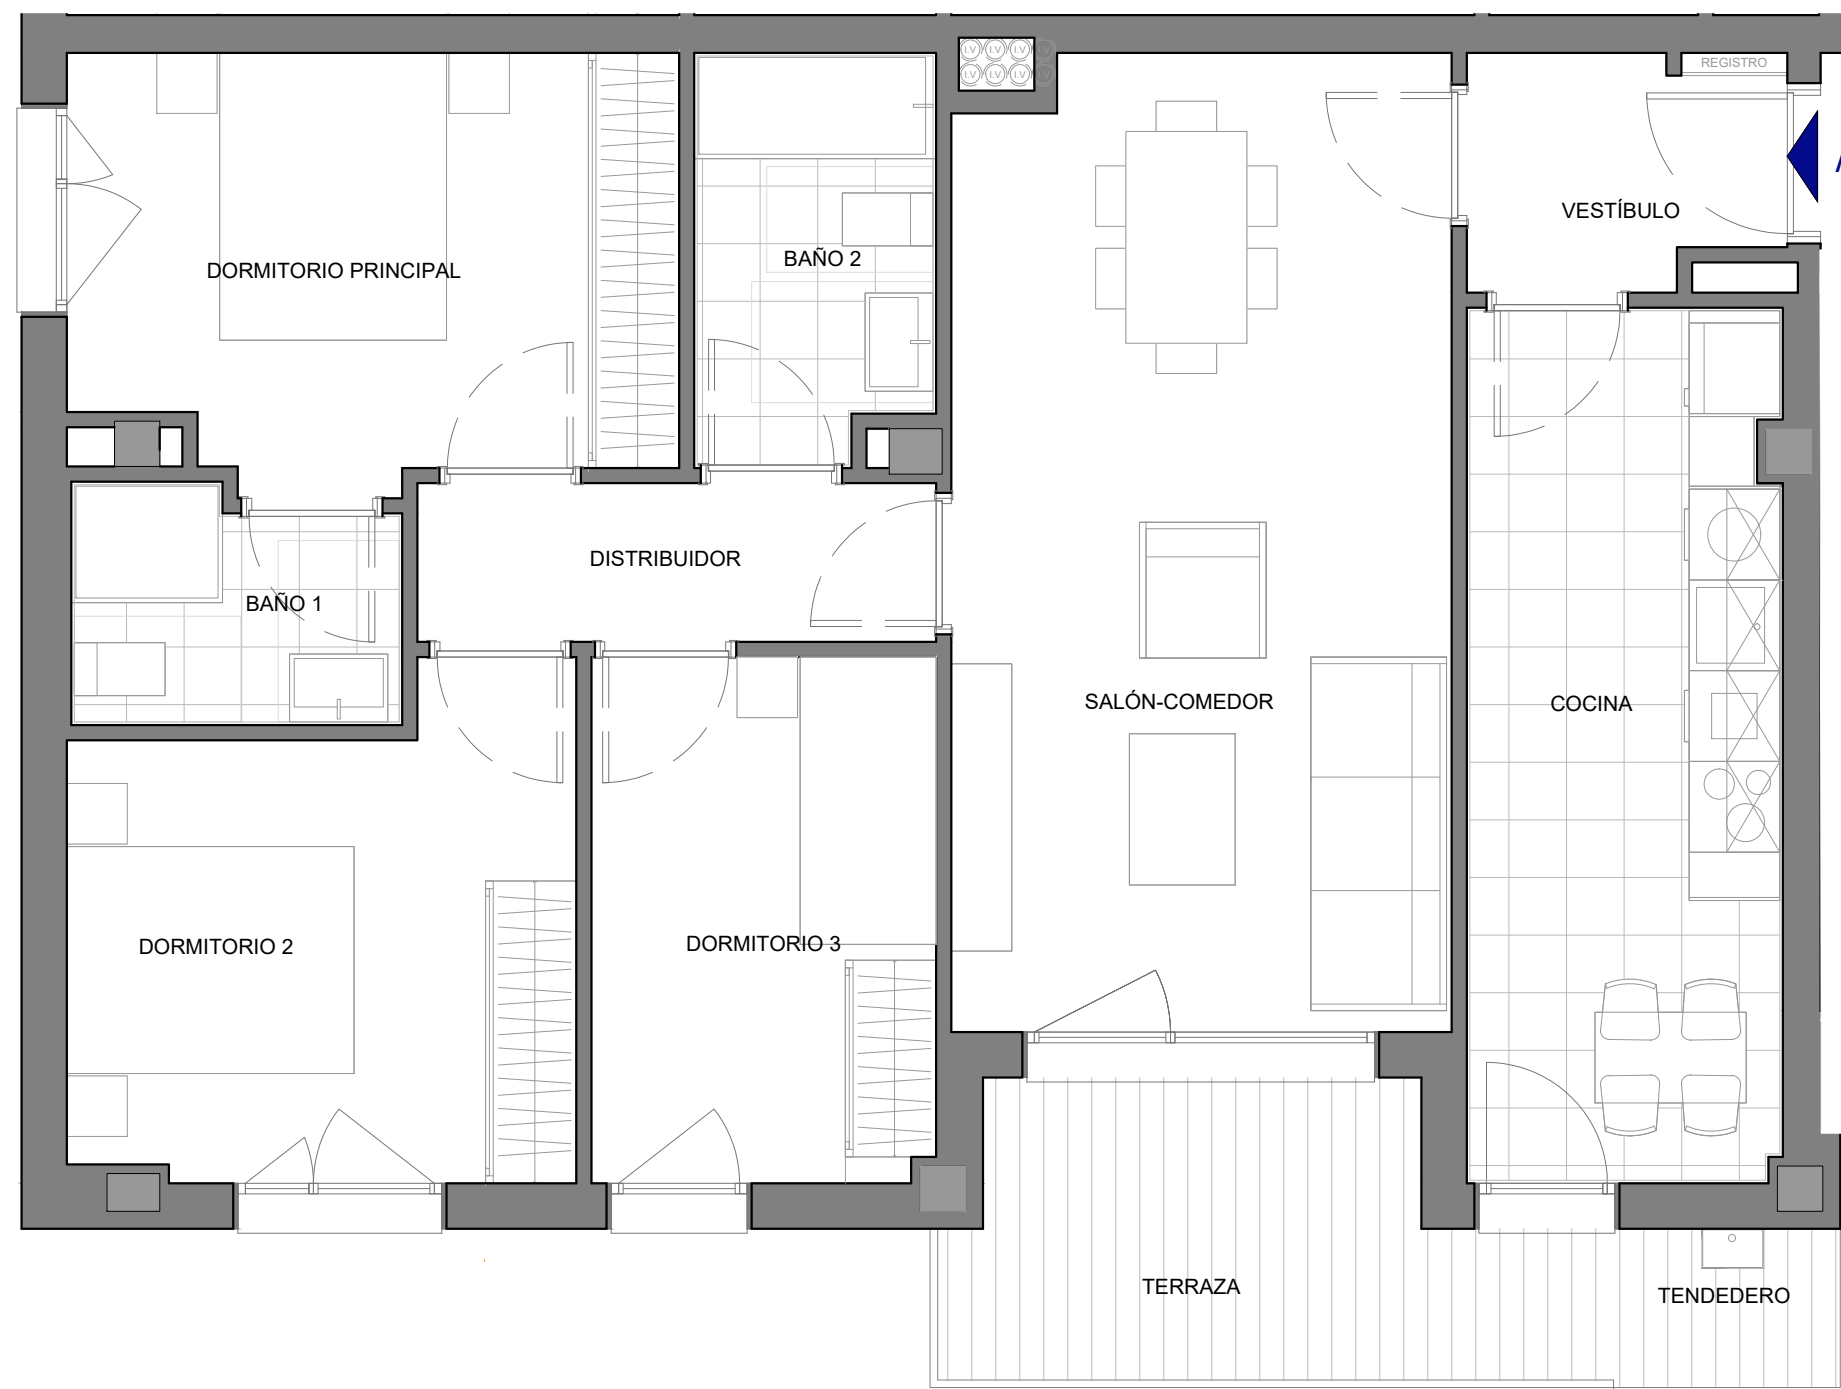 I.V I.V I.V I.V
I.V I.V I.V I.V
REGISTRO
VESTÍBULO
BAÑO 2
DORMITORIO PRINCIPAL
DISTRIBUIDOR
BAÑO 1
SALÓN-COMEDOR
COCINA
DORMITORIO 2
DORMITORIO 3
TERRAZA
TENDEDERO